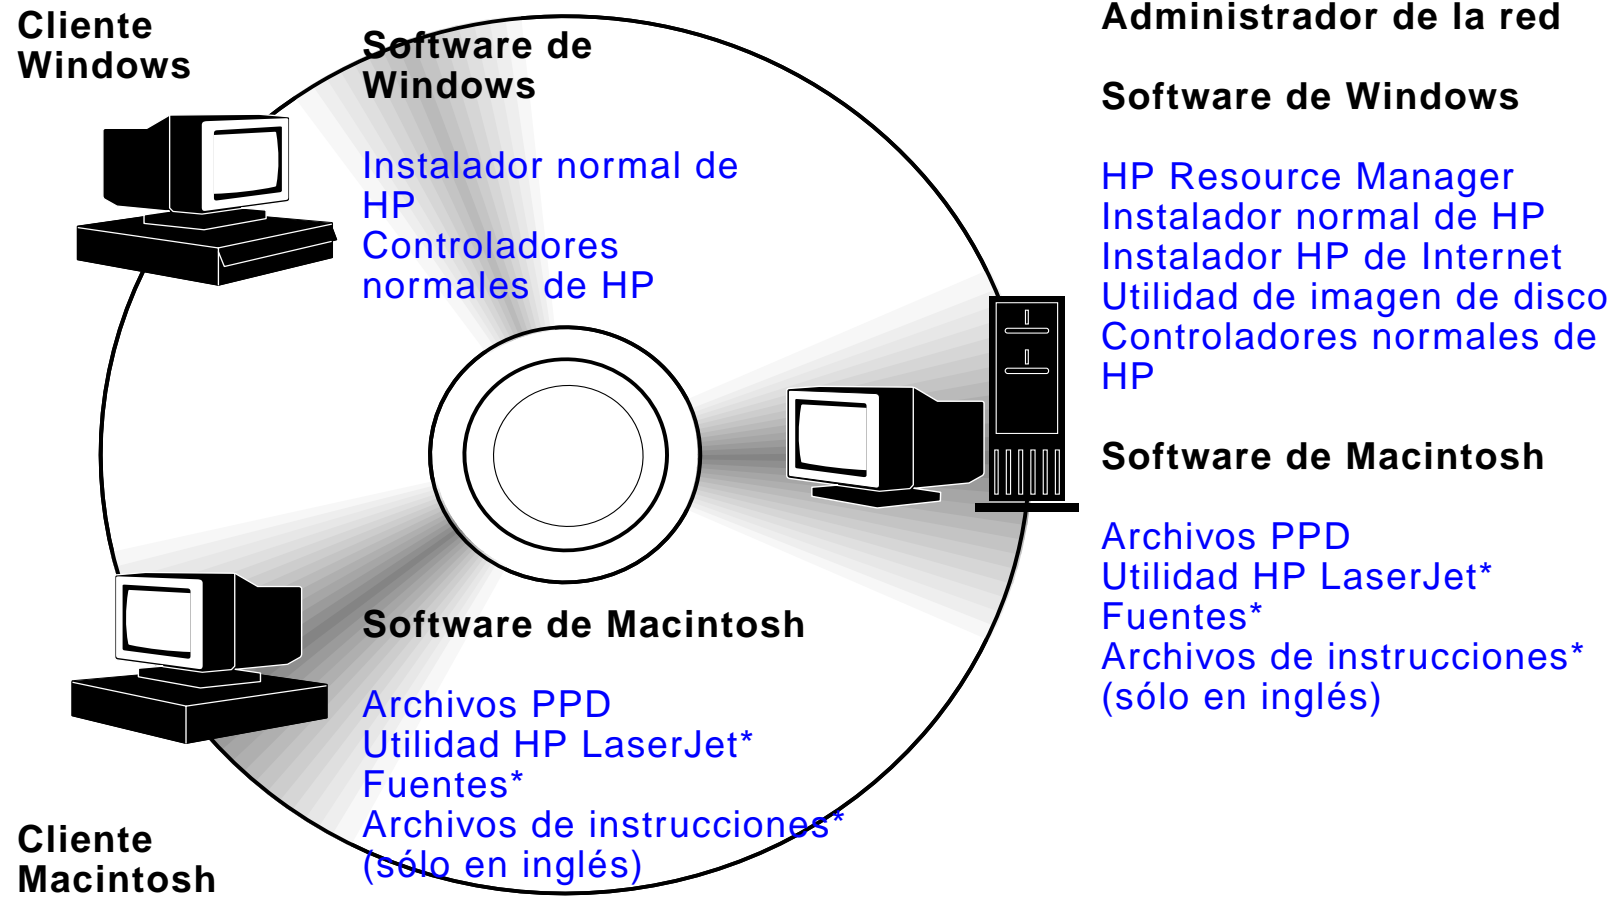 Cliente
Windows
Software de
Windows
Instalador normal de
HP
Controladores
normales de HP
Administrador de la red
Software de Windows
HP Resource Manager
Instalador normal de HP
Instalador HP de Internet
Utilidad de imagen de disco
Controladores normales de
HP
Software de Macintosh
Archivos PPD
Utilidad HP LaserJet*
Fuentes*
Archivos de instrucciones*
(sólo en inglés)
Cliente
Macintosh
Software de Macintosh
Archivos PPD
Utilidad HP LaserJet*
Fuentes*
Archivos de instrucciones*
(sólo en inglés)